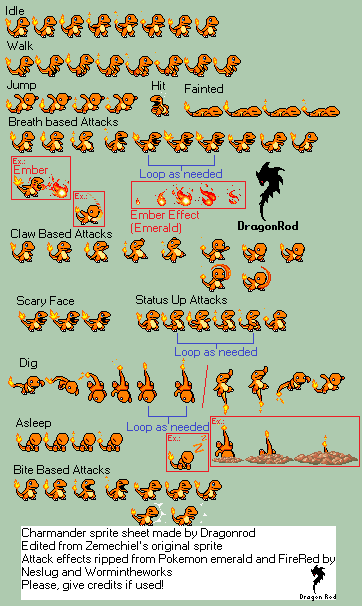 Idle
Walk
Jump
Hit
Fainted
Breath based Attacks
Ex.:
Ember
Loop as needed
Ex.:
Ember Effect
(Emerald)
DragonRod
Claw Based Attacks
Scary Face
Status Up Attacks
Loop as needed
Dig
Loop as needed
Asleep
Ex.:
Z
Z
Ex.:
Bite Based Attacks
Charmander sprite sheet made by Dragonrod
Edited from Zemechiel's original sprite
Attack effects ripped from Pokemon emerald and FireRed by
Neslug and Wormintheworks
Please, give credits if used!
Dragon Rod